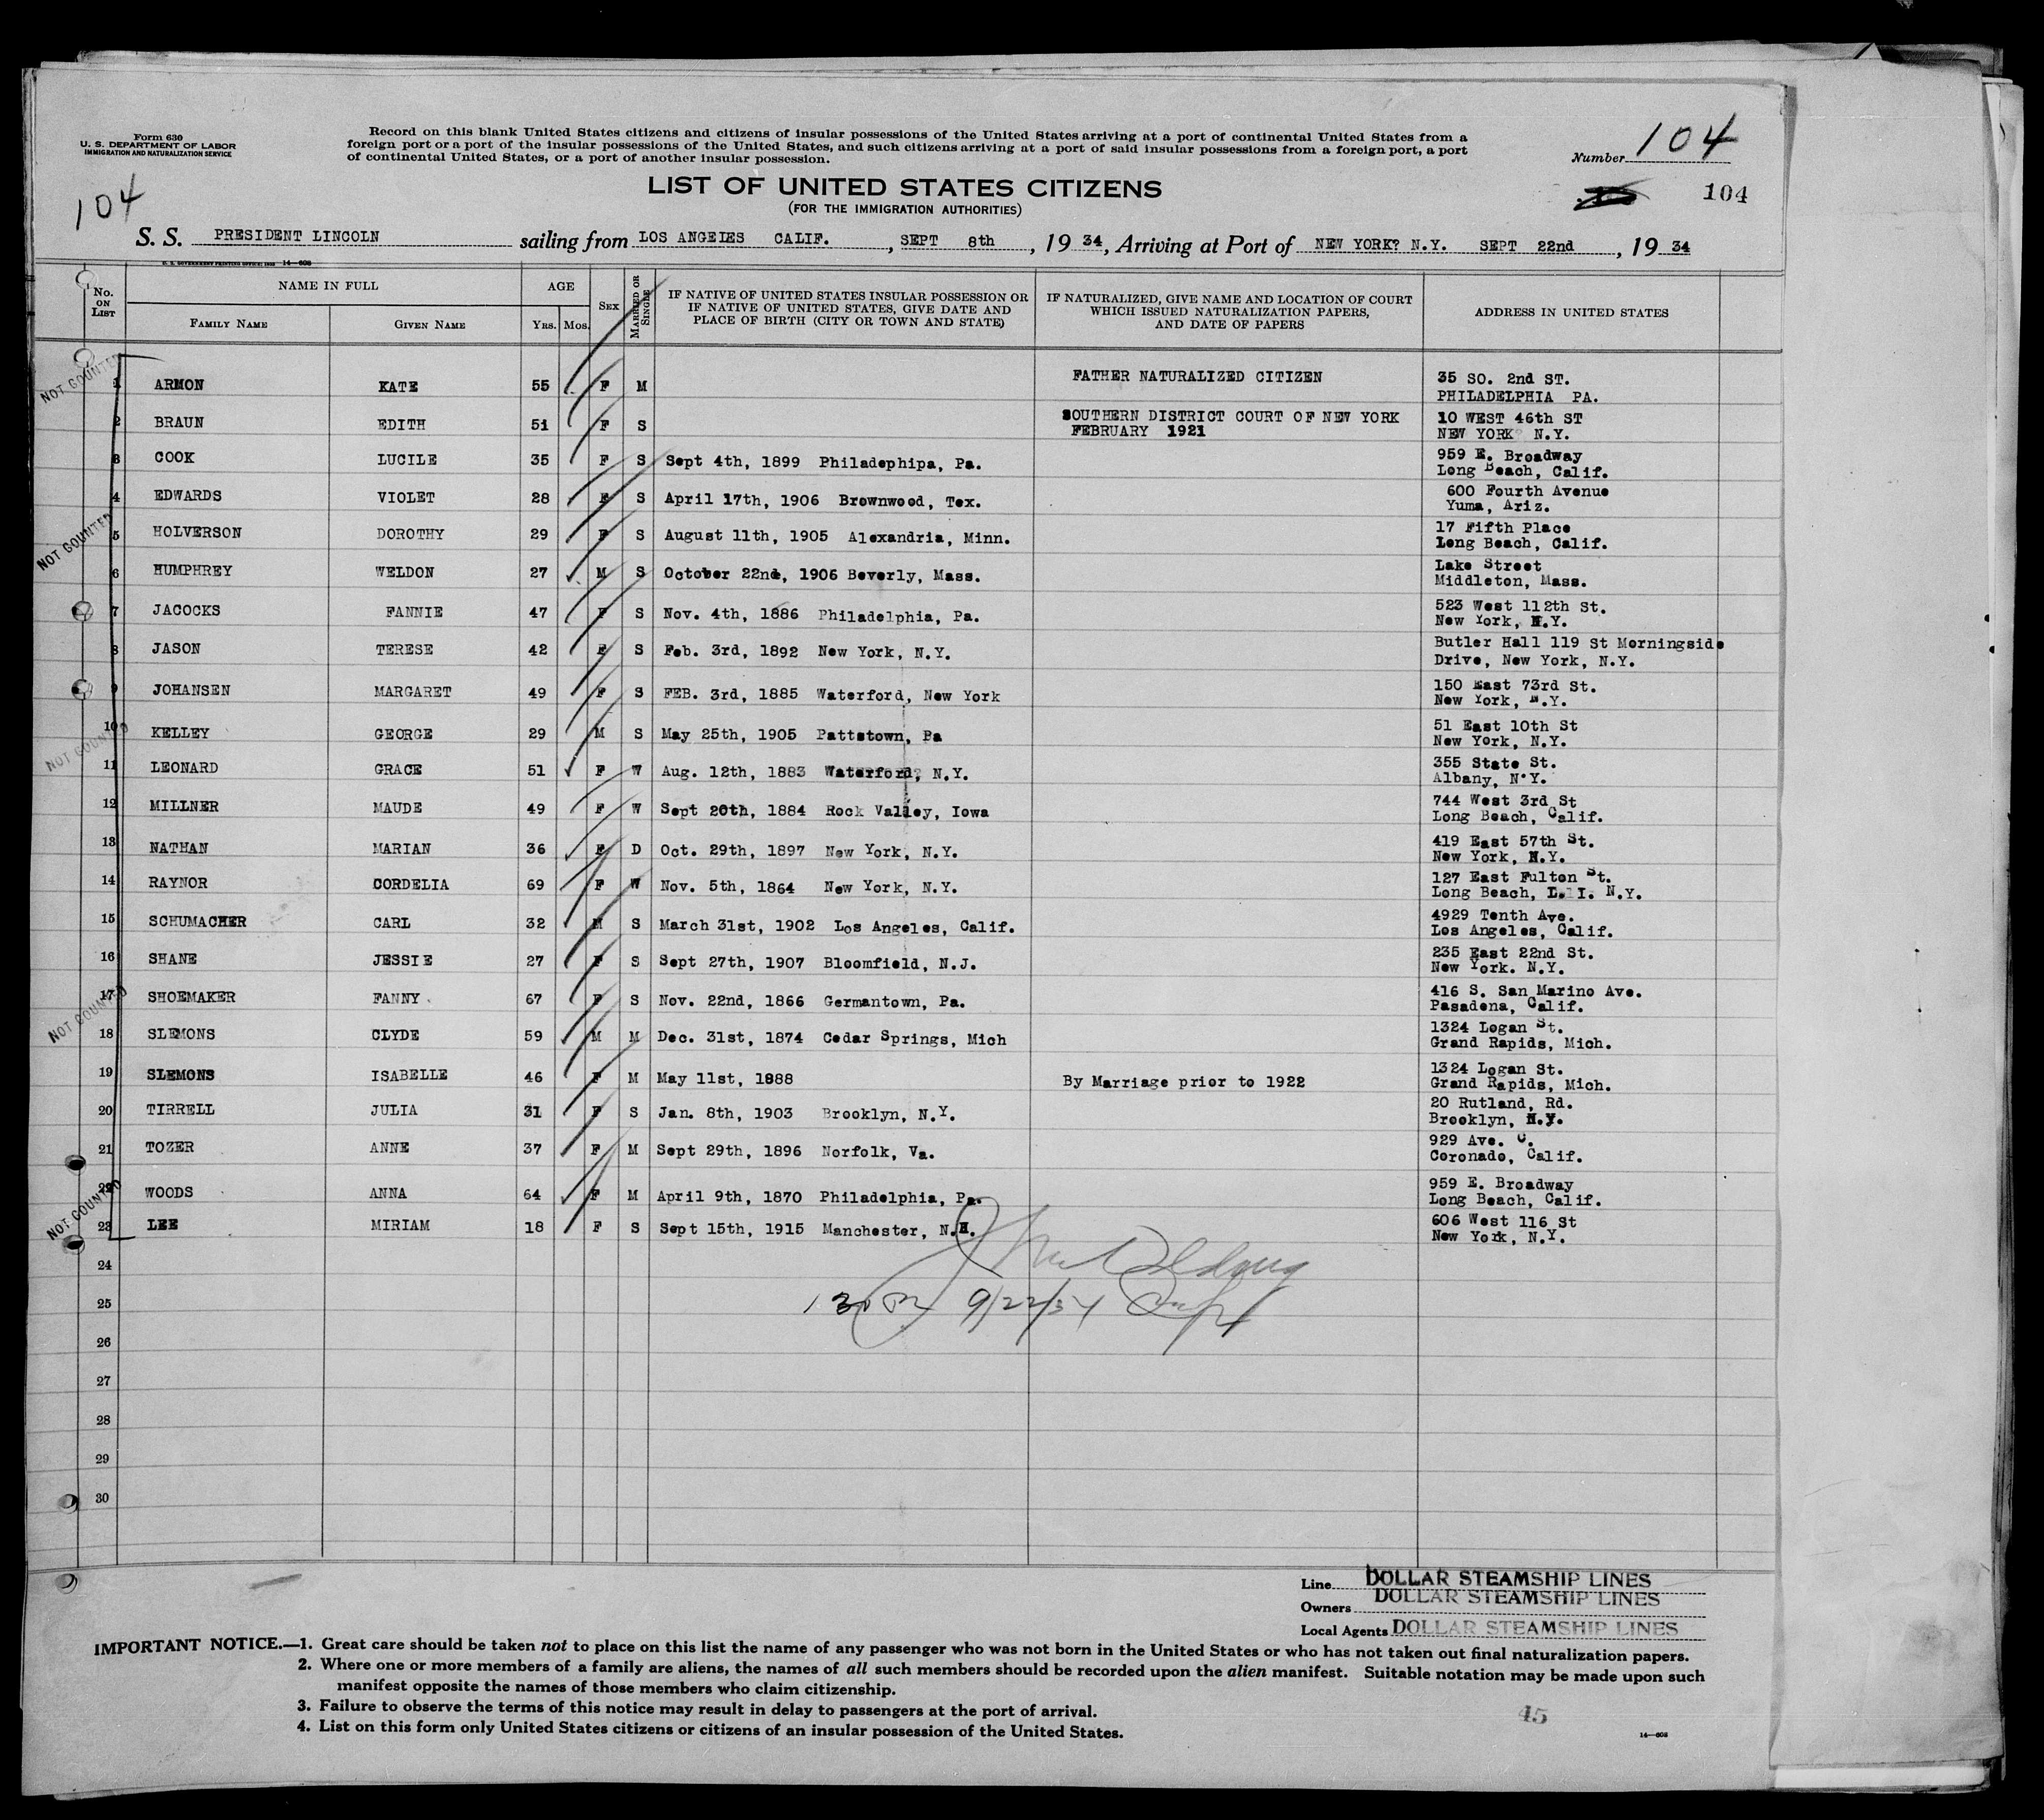 Form 630
U. S. DEPARTMENT OF LABOR
IMMIGRATION AND NATURALIZATION SERVICE
Record on this blank United States citizens and citizens of insular possessions of the United States arriving at a port of continental United States from a
foreign port or a port of the insular possessions of the United States, and such citizens arriving at a port of said insular possessions from a foreign port, a port
of continental United States, or a port of another insular possession.
Number 104
104
104
LIST OF UNITED STATES CITIZENS
(FOR THE IMMIGRATION AUTHORITIES)
S. S. PRESIDENT LINCOLN sailing from LOS ANGELES CALIF. , SEPT 8th , 19 34, Arriving at Port of NEW YORK? N.Y. SEPT 22nd , 19 34
No. ON LIST
NAME IN FULL
FAMILY NAME GIVEN NAME
AGE
YRS. MOS.
SEX
MARRIED OR SINGLE
IF NATIVE OF UNITED STATES INSULAR POSSESSION OR
IF NATIVE OF UNITED STATES, GIVE DATE AND
PLACE OF BIRTH (CITY OR TOWN AND STATE)
IF NATURALIZED, GIVE NAME AND LOCATION OF COURT
WHICH ISSUED NATURALIZATION PAPERS,
AND DATE OF PAPERS
ADDRESS IN UNITED STATES
NOT COUNTED
1 ARMON KATE 55 F M FATHER NATURALIZED CITIZEN 35 SO. 2nd ST.
PHILADELPHIA PA.
2 BRAUN EDITH 51 F S SOUTHERN DISTRICT COURT OF NEW YORK 10 WEST 46th ST
FEBRUARY 1921 NEW YORK N.Y.
3 COOK LUCILE 35 F S Sept 4th, 1899 Philadephipa, Pa. 959 E. Broadway
Long Beach, Calif.
4 EDWARDS VIOLET 28 F S April 17th, 1906 Brownwood, Tex. 600 Fourth Avenue
Yuma, Ariz.
NOT COUNTED
5 HOLVERSON DOROTHY 29 F S August 11th, 1905 Alexandria, Minn. 17 Fifth Place
Long Beach, Calif.
6 HUMPHREY WELDON 27 M S October 22nd, 1906 Beverly, Mass. Lake Street
Middleton, Mass.
7 JACOCKS FANNIE 47 F S Nov. 4th, 1886 Philadelphia, Pa. 523 West 112th St.
New York, N.Y.
8 JASON TERESE 42 F S Feb. 3rd, 1892 New York, N.Y. Butler Hall 119 St Morningside
Drive, New York, N.Y.
9 JOHANSEN MARGARET 49 F S FEB. 3rd, 1885 Waterford, New York 150 East 73rd St.
New York, N.Y.
10 KELLEY GEORGE 29 M S May 25th, 1905 Pattstown, Pa 51 East 10th St
New York, N.Y.
NOT COUNTED
11 LEONARD GRACE 51 F W Aug. 12th, 1883 Waterford, N.Y. 355 State St.
Albany, N.Y.
12 MILLNER MAUDE 49 F W Sept 20th, 1884 Rock Valley, Iowa 744 West 3rd St
Long Beach, Calif.
13 NATHAN MARIAN 36 F D Oct. 29th, 1897 New York, N.Y. 419 East 57th St.
New York, N.Y.
14 RAYNOR CORDELIA 69 F W Nov. 5th, 1864 New York, N.Y. 127 East Fulton St.
Long Beach, L. I. N.Y.
15 SCHUMACHER CARL 32 M S March 31st, 1902 Los Angeles, Calif. 4929 Tenth Ave.
Los Angeles, Calif.
16 SHANE JESSIE 27 F S Sept 27th, 1907 Bloomfield, N.J. 235 East 22nd St.
New York. N.Y.
17 SHOEMAKER FANNY 67 F S Nov. 22nd, 1866 Germantown, Pa. 416 S. San Marino Ave.
Pasadena, Calif.
NOT COUNTED
18 SLEMONS CLYDE 59 M M Dec. 31st, 1874 Cedar Springs, Mich 1324 Logan St.
Grand Rapids, Mich.
19 SLEMONS ISABELLE 46 F M May 11st, 1888 By Marriage prior to 1922 1324 Logan St.
Grand Rapids, Mich.
20 TIRRELL JULIA 31 F S Jan. 8th, 1903 Brooklyn, N.Y. 20 Rutland, Rd.
Brooklyn, N.Y.
21 TOZER ANNE 37 F M Sept 29th, 1896 Norfolk, Va. 929 Ave. C.
Coronado, Calif.
22 WOODS ANNA 64 F M April 9th, 1870 Philadelphia, Pa. 959 E. Broadway
Long Beach, Calif.
NOT COUNTED
23 LEE MIRIAM 18 F S Sept 15th, 1915 Manchester, N.H. 606 West 116 St
New York, N.Y.
24
25 9/22/34
26
27
28
29
30
Line DOLLAR STEAMSHIP LINES
Owners DOLLAR STEAMSHIP LINES
Local Agents DOLLAR STEAMSHIP LINES
IMPORTANT NOTICE.—1. Great care should be taken not to place on this list the name of any passenger who was not born in the United States or who has not taken out final naturalization papers.
2. Where one or more members of a family are aliens, the names of all such members should be recorded upon the alien manifest. Suitable notation may be made upon such
manifest opposite the names of those members who claim citizenship.
3. Failure to observe the terms of this notice may result in delay to passengers at the port of arrival.
4. List on this form only United States citizens or citizens of an insular possession of the United States.
45
14—608